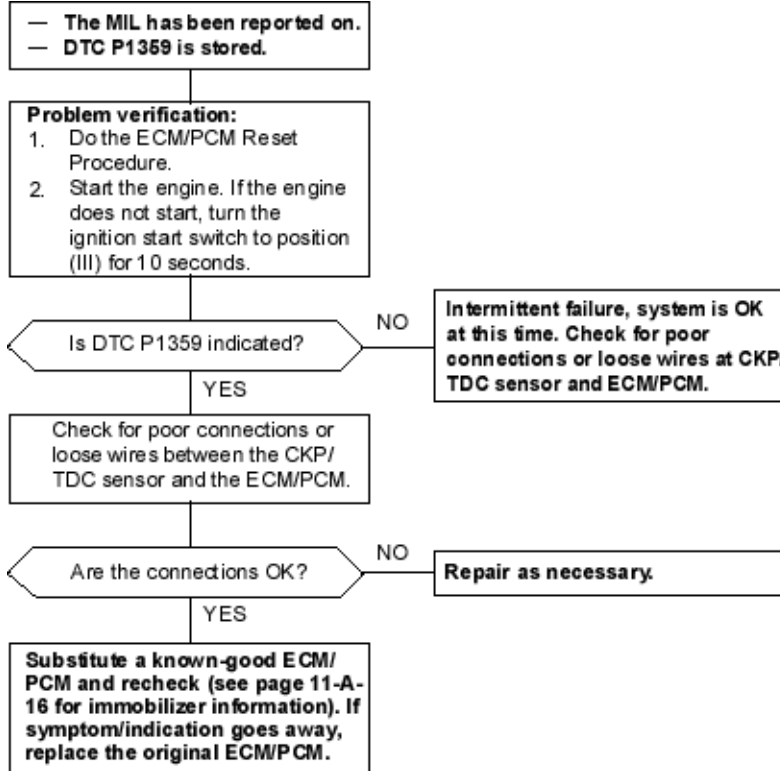 — The MIL has been reported on.
— DTC P1359 is stored.
Problem verification:
1. Do the ECM/PCM Reset
Procedure.
2. Start the engine. If the engine
does not start, turn the
ignition start switch to position
(III) for 10 seconds.
Is DTC P1359 indicated?
NO
Intermittent failure, system is OK
at this time. Check for poor
connections or loose wires at CKP/
TDC sensor and ECM/PCM.
YES
Check for poor connections or
loose wires between the CKP/
TDC sensor and the ECM/PCM.
Are the connections OK?
NO
Repair as necessary.
YES
Substitute a known-good ECM/
PCM and recheck (see page 11-A-
16 for immobilizer information). If
symptom/indication goes away,
replace the original ECM/PCM.